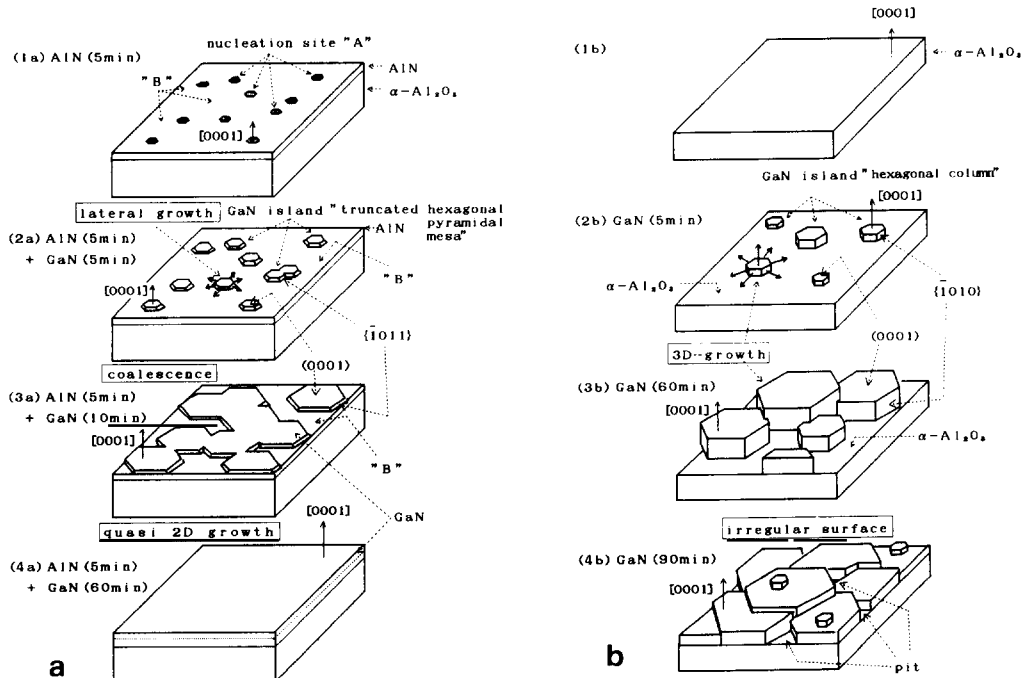 nucleation site "A"
(1a) AlN (5min)
"B"
AlN
α-Al₂O₃
[0001]
lateral growth
GaN island "truncated hexagonal pyramidal mesa"
AlN
(2a) AlN (5min)
+ GaN (5min)
"B"
[0001]
{1̄011}
coalescence
(0001)
(3a) AlN (5min)
+ GaN (10min)
[0001]
"B"
GaN
quasi 2D growth
[0001]
(4a) AlN (5min)
+ GaN (60min)
a
[0001]
(1b)
α-Al₂O₃
GaN island "hexagonal column"
[0001]
(2b) GaN (5min)
α-Al₂O₃
{1̄010}
(0001)
3D-growth
(3b) GaN (60min)
[0001]
α-Al₂O₃
irregular surface
(4b) GaN (90min)
[0001]
pit
b